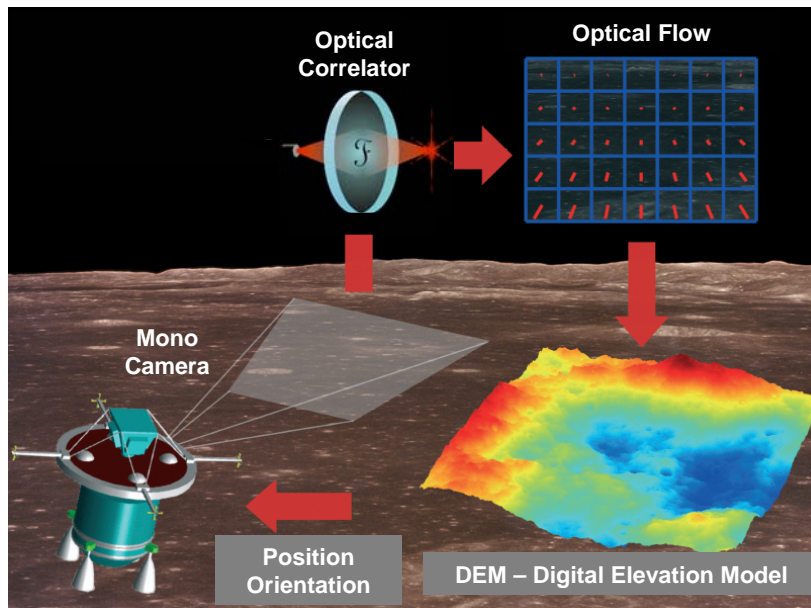 Optical
Correlator
Optical Flow
ℱ
Mono
Camera
Position
Orientation
DEM – Digital Elevation Model